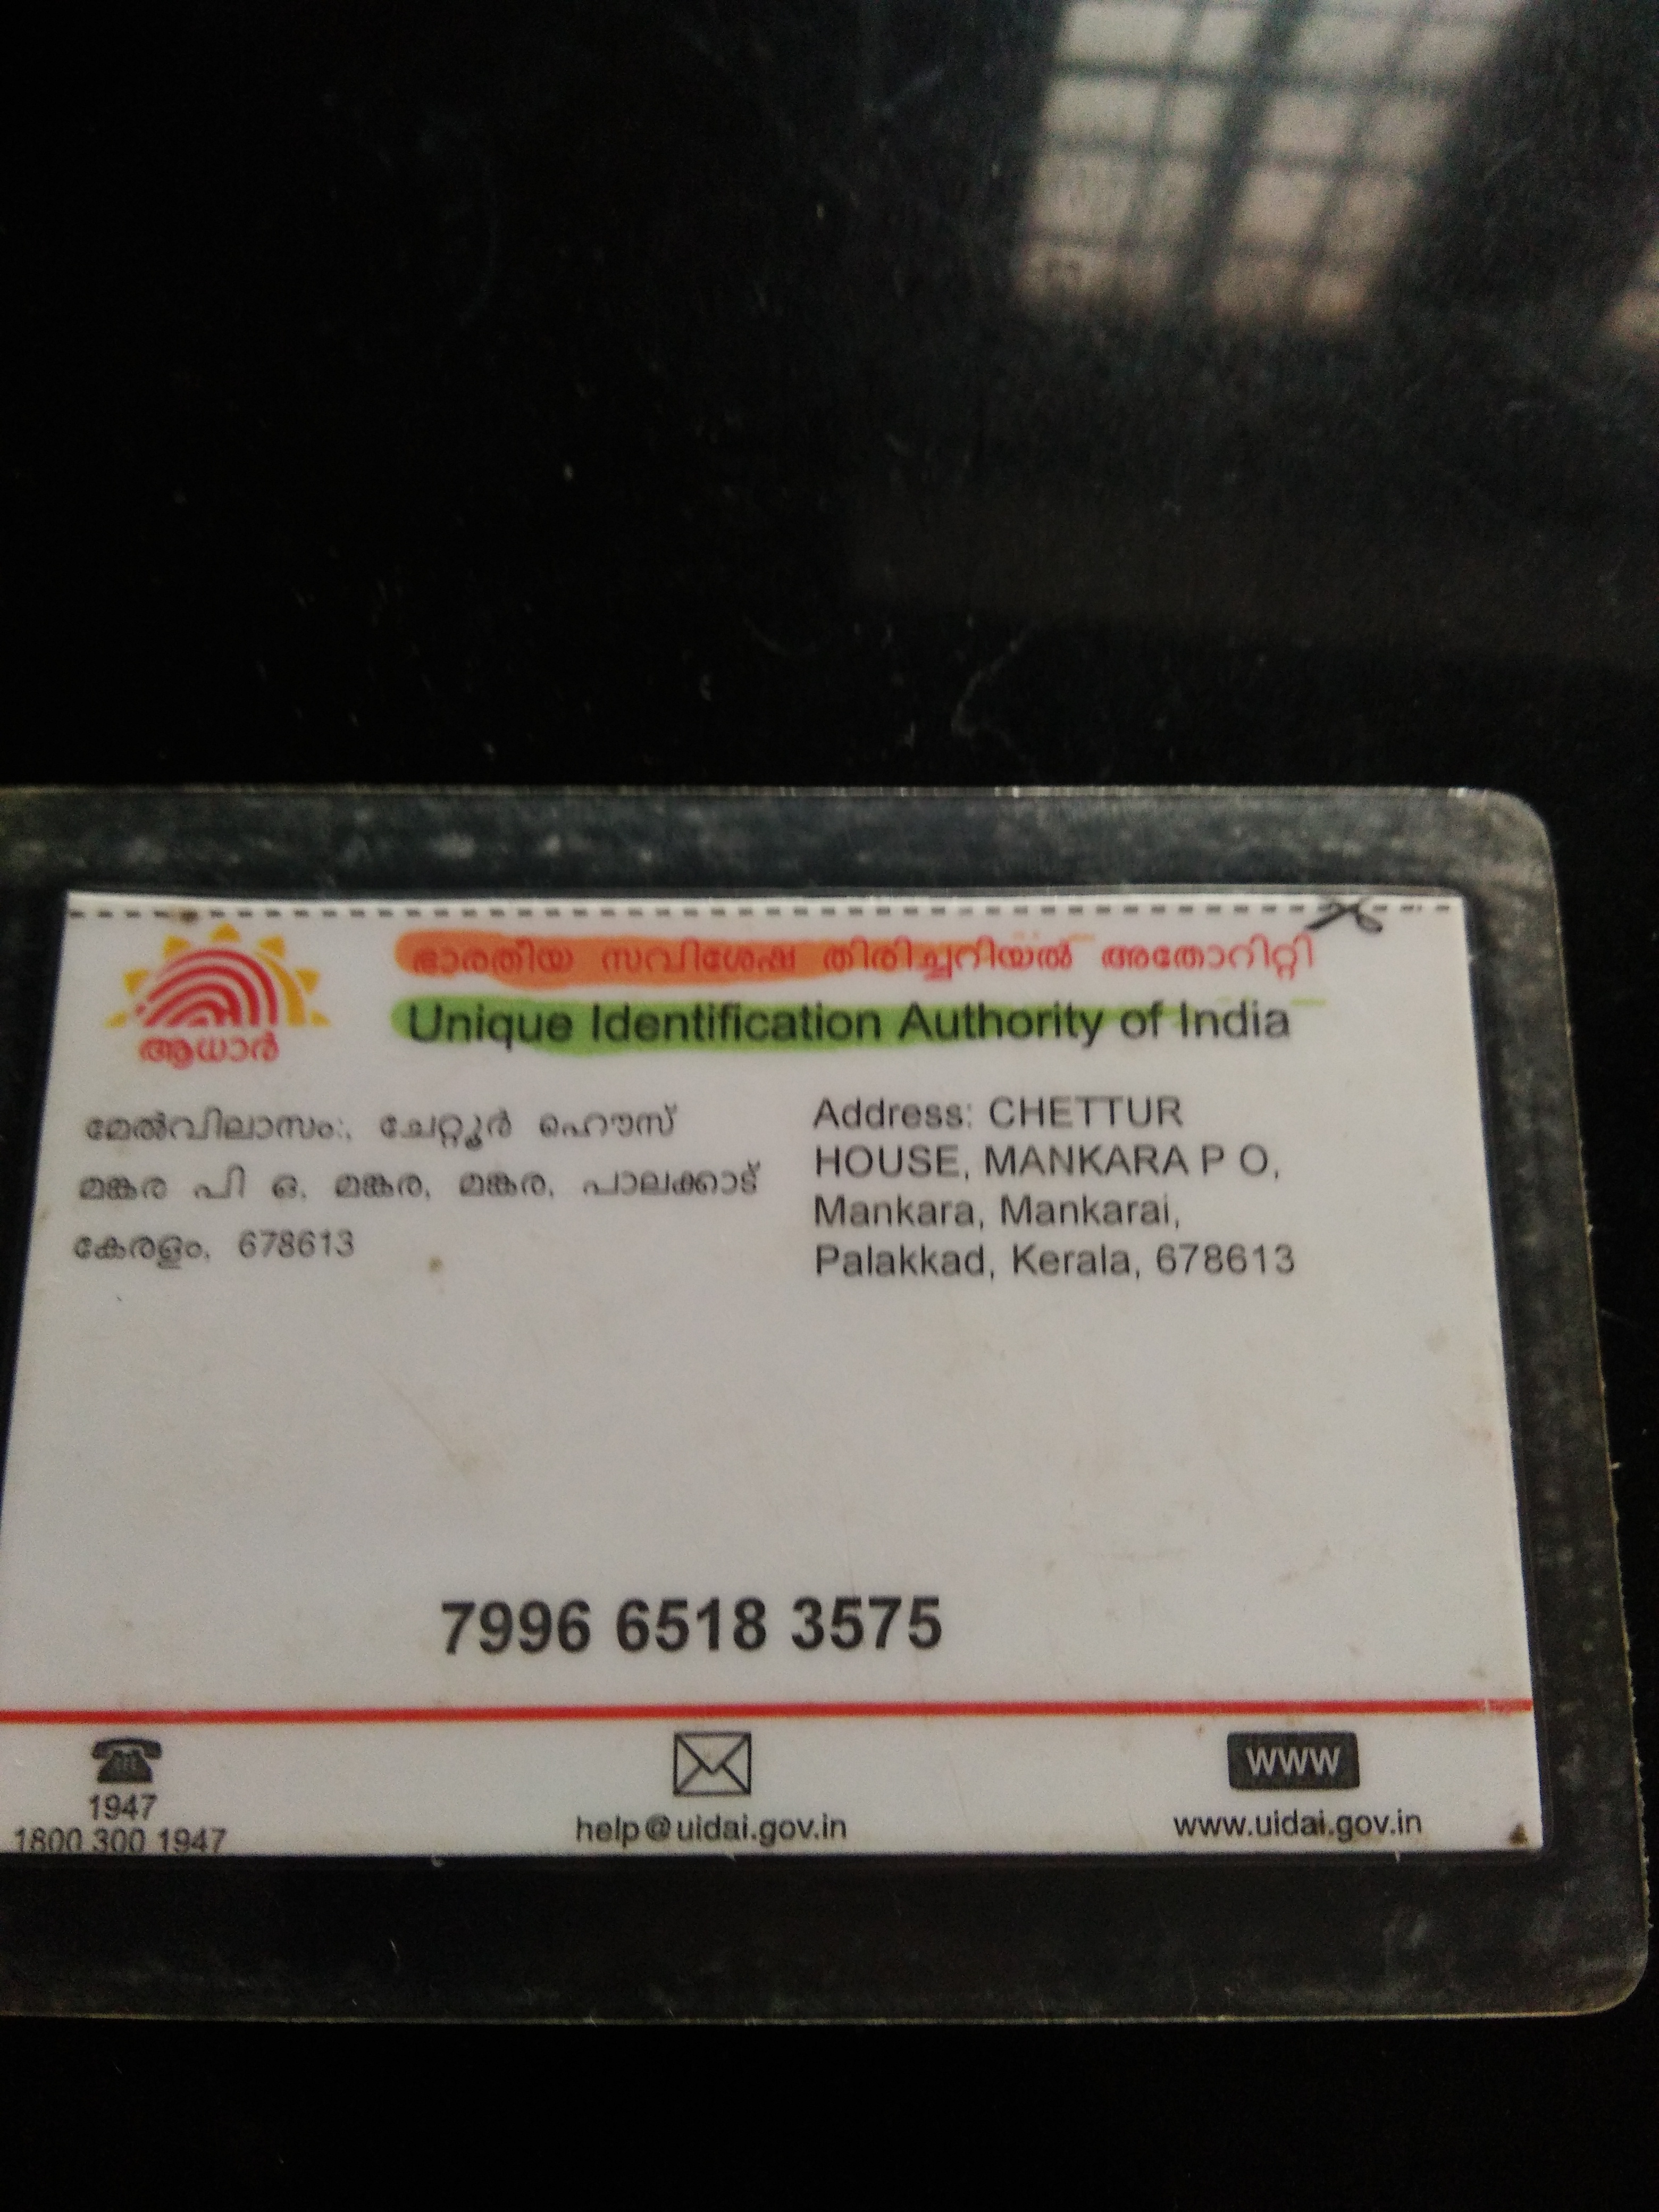 ഭാരതീയ സവിശേഷ തിരിച്ചറിയൽ അതോറിറ്റി
Unique Identification Authority of India
ആധാർ
മേൽവിലാസം:, ചേറ്റൂർ ഹൌസ്
മങ്കര പി ഒ, മങ്കര, മങ്കര, പാലക്കാട്
കേരളം, 678613
Address: CHETTUR
HOUSE, MANKARA P O,
Mankara, Mankarai,
Palakkad, Kerala, 678613
7996 6518 3575
1947
1800 300 1947
help@uidai.gov.in
WWW
www.uidai.gov.in